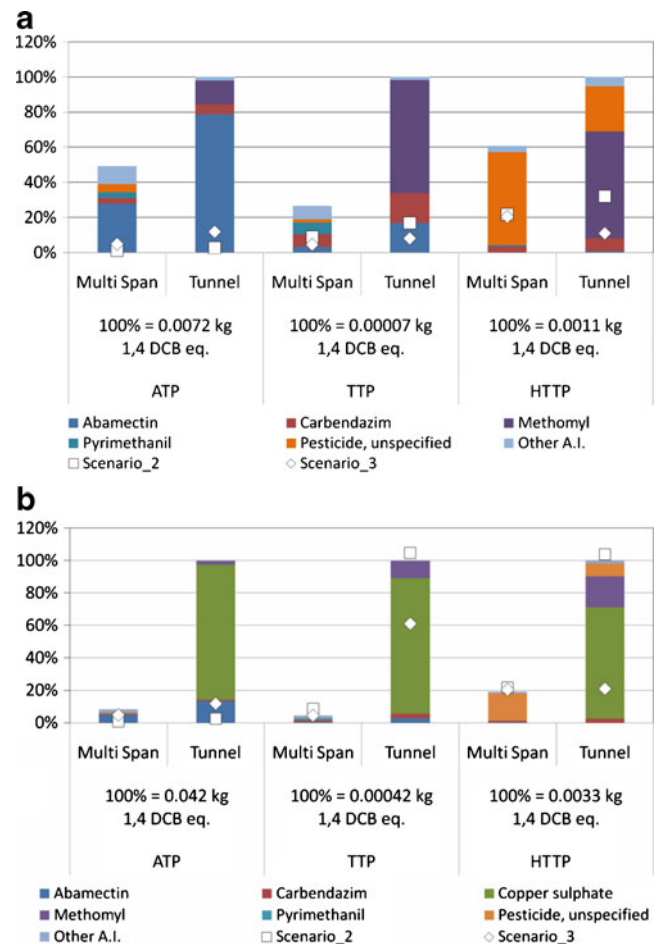 a
120%
100%
80%
60%
40%
20%
0%
Multi Span Tunnel Multi Span Tunnel Multi Span Tunnel
100% = 0.0072 kg 100% = 0.00007 kg 100% = 0.0011 kg
1,4 DCB eq. 1,4 DCB eq. 1,4 DCB eq.
ATP TTP HTTP
Abamectin Carbendazim Methomyl
Pyrimethanil Pesticide, unspecified Other A.I.
Scenario_2 Scenario_3
b
120%
100%
80%
60%
40%
20%
0%
Multi Span Tunnel Multi Span Tunnel Multi Span Tunnel
100% = 0.042 kg 100% = 0.00042 kg 100% = 0.0033 kg
1,4 DCB eq. 1,4 DCB eq. 1,4 DCB eq.
ATP TTP HTTP
Abamectin Carbendazim Copper sulphate
Methomyl Pyrimethanil Pesticide, unspecified
Other A.I. Scenario_2 Scenario_3